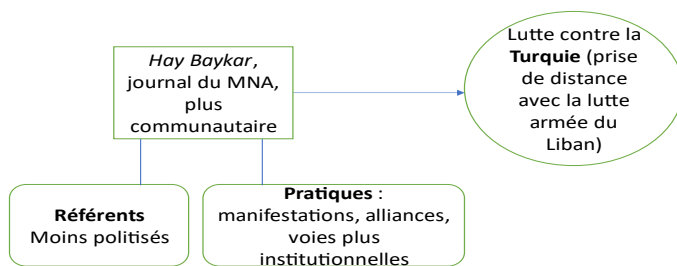 Hay Baykar,
journal du MNA,
plus
communautaire
Lutte contre la
Turquie (prise
de distance
avec la lutte
armée du
Liban)
Référents
Moins politisés
Pratiques :
manifestations, alliances,
voies plus
institutionnelles